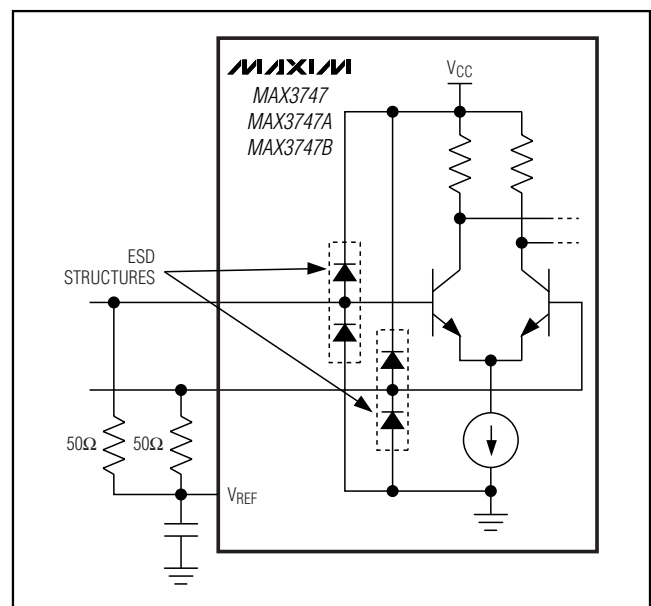 MAXIM
MAX3747
MAX3747A
MAX3747B
VCC
ESD
STRUCTURES
50Ω
50Ω
VREF